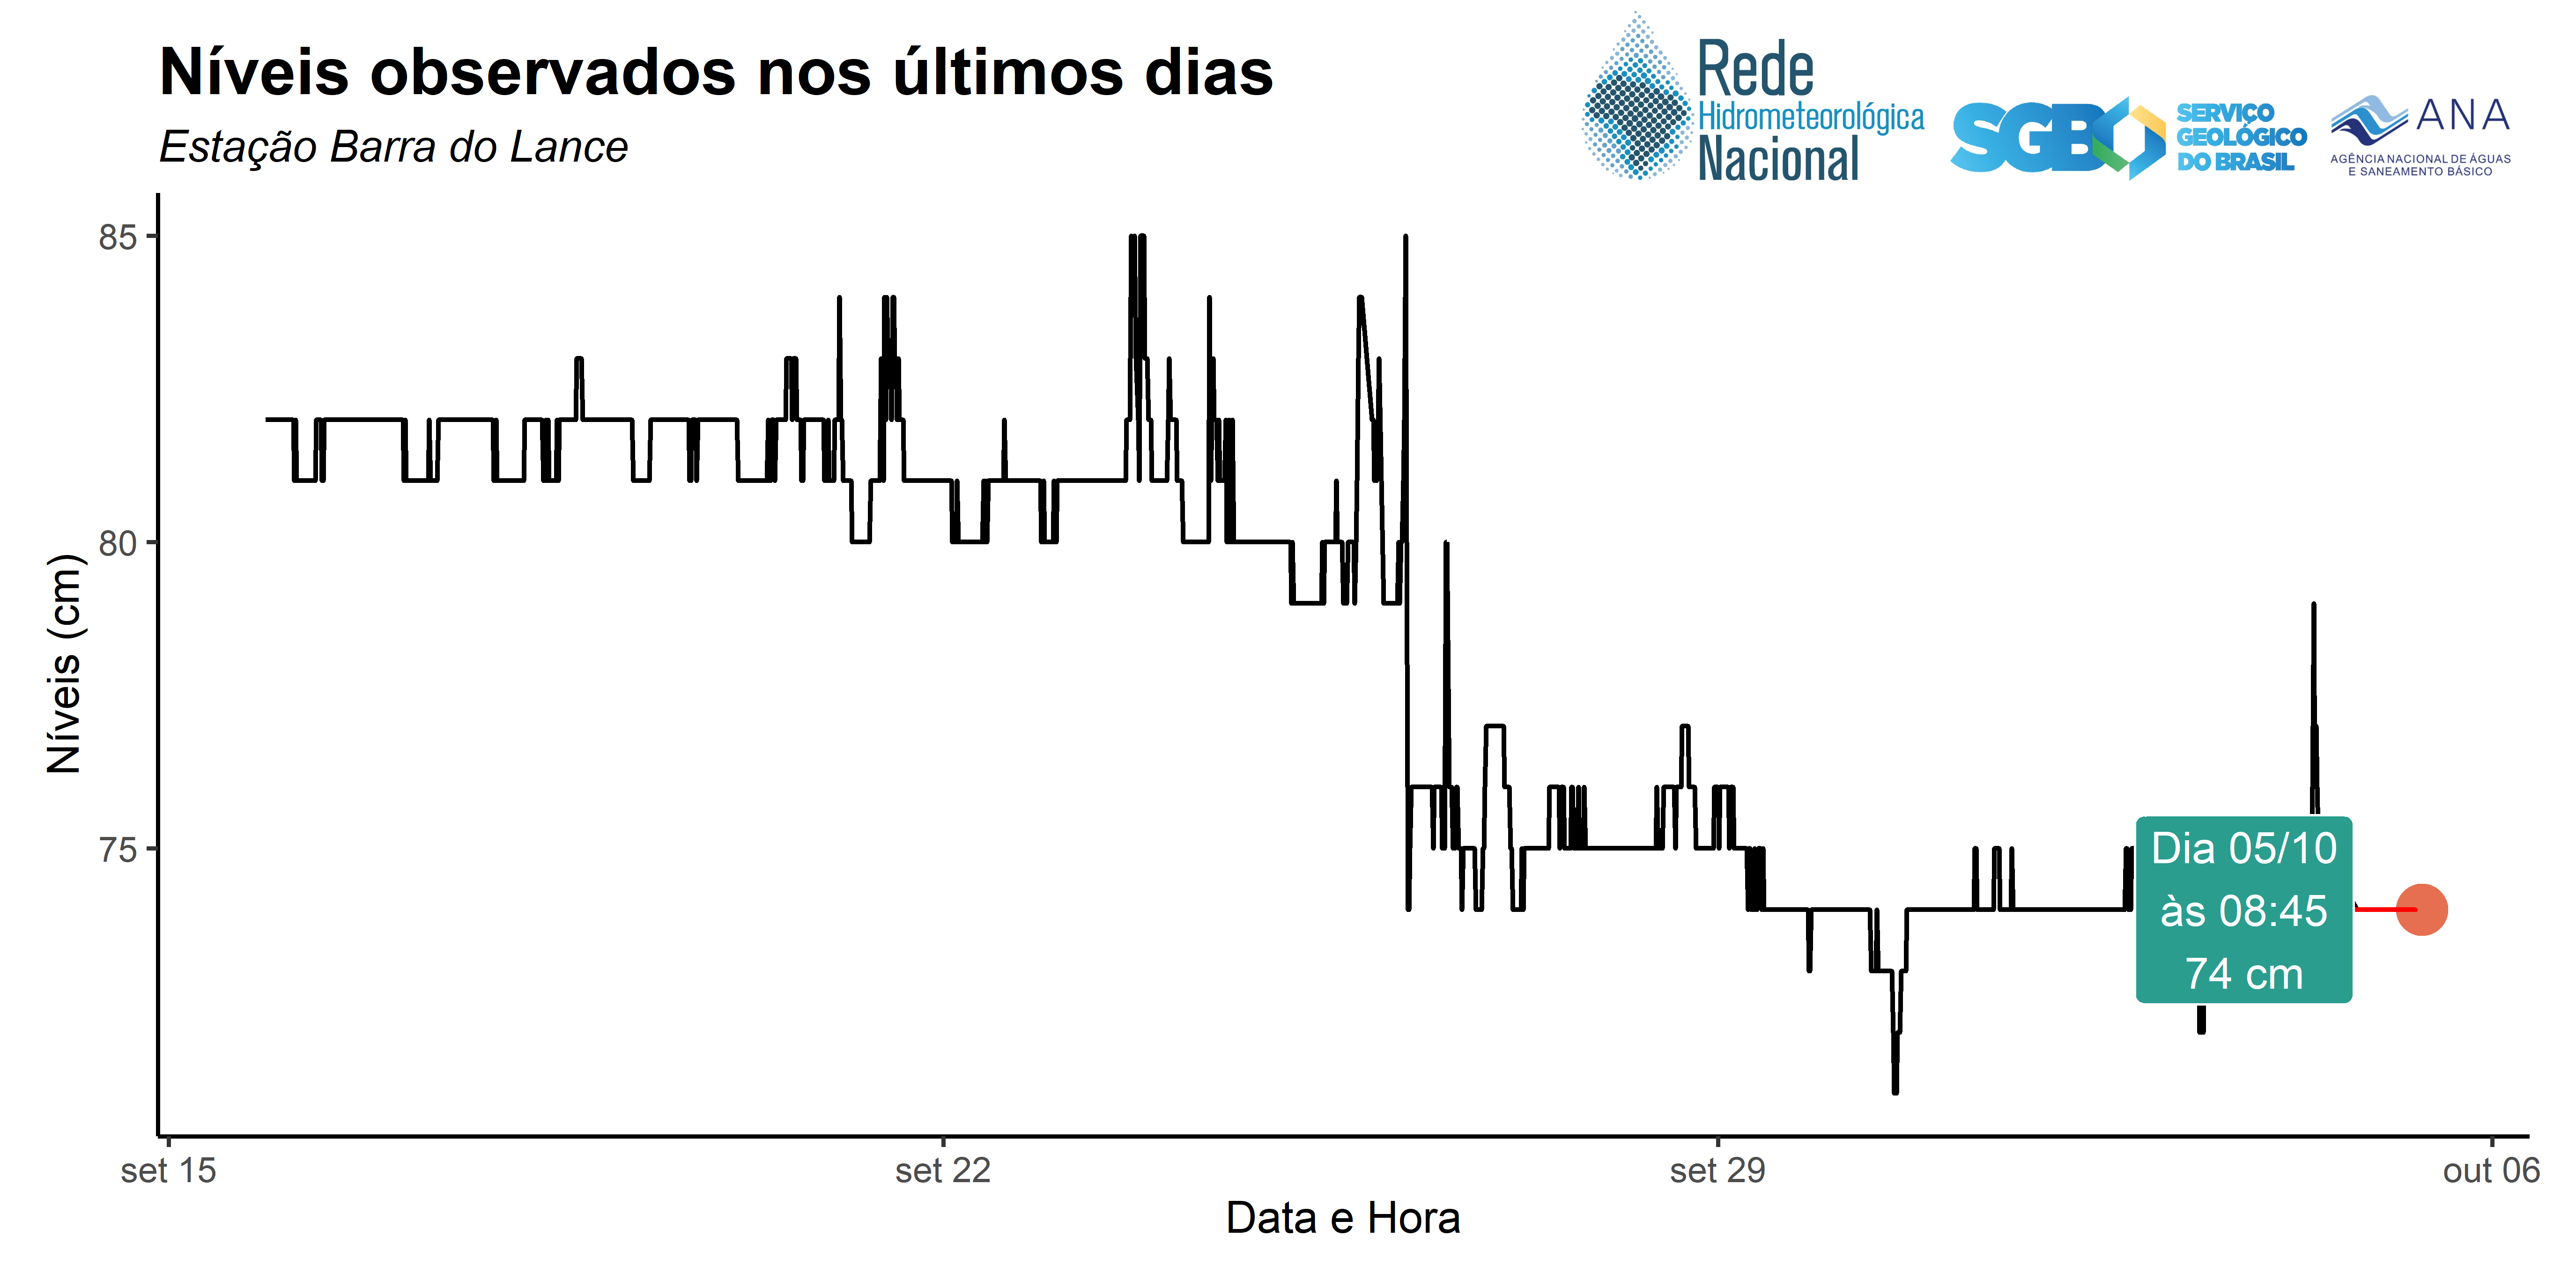 Níveis observados nos últimos dias
Estação Barra do Lance
Rede
Hidrometeorológica
Nacional
SGB
SERVIÇO
GEOLÓGICO
DO BRASIL
ANA
AGÊNCIA NACIONAL DE ÁGUAS
E SANEAMENTO BÁSICO
Níveis (cm)
85
80
75
Dia 05/10
às 08:45
74 cm
set 15
set 22
set 29
out 06
Data e Hora